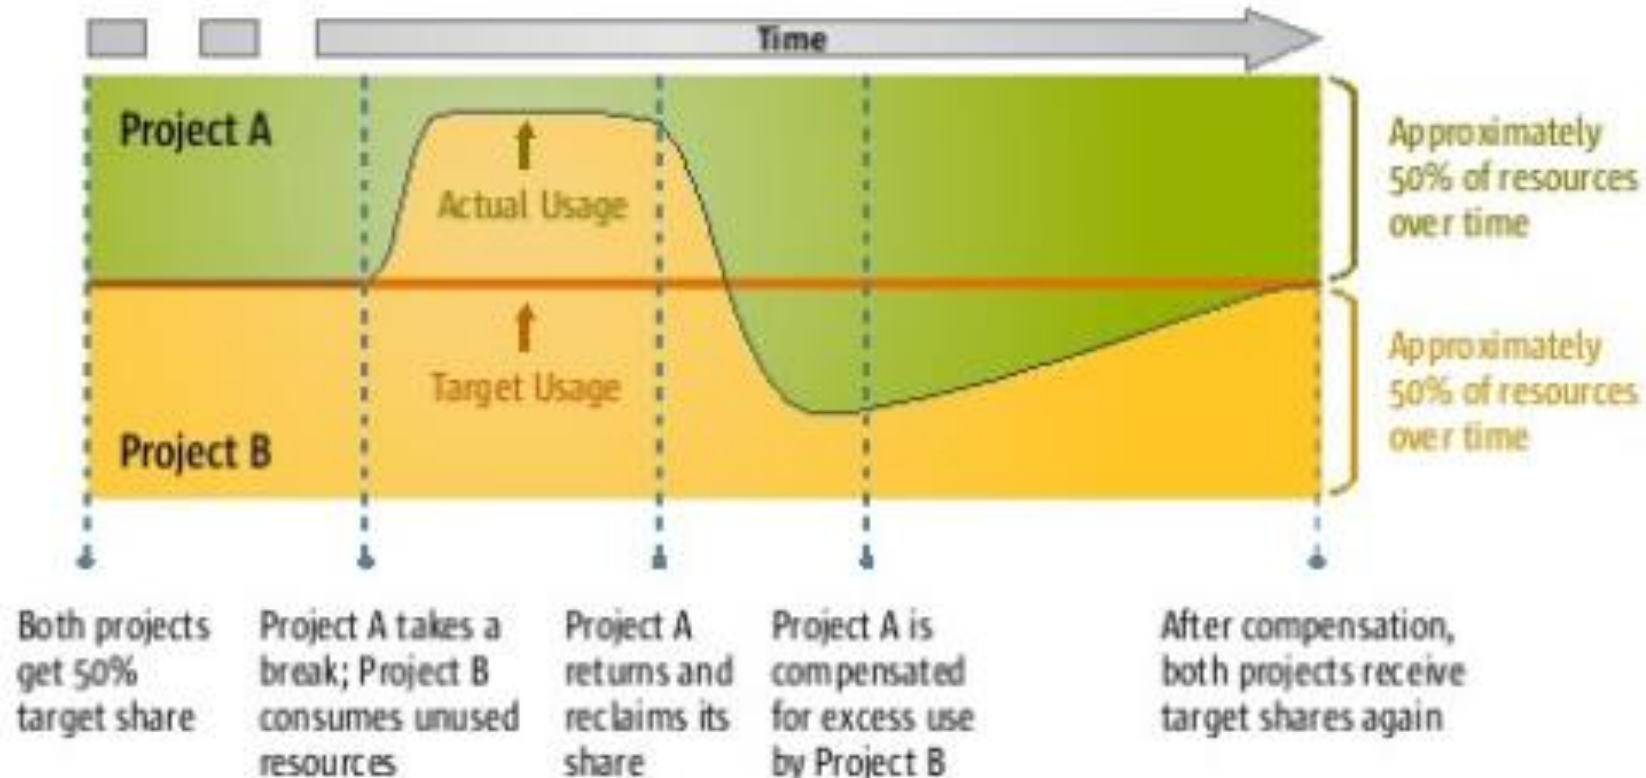 Time
Project A
Actual Usage
Target Usage
Project B
Approximately
50% of resources
over time
Approximately
50% of resources
over time
Both projects
get 50%
target share
Project A takes a
break; Project B
consumes unused
resources
Project A
returns and
reclaims its
share
Project A is
compensated
for excess use
by Project B
After compensation,
both projects receive
target shares again